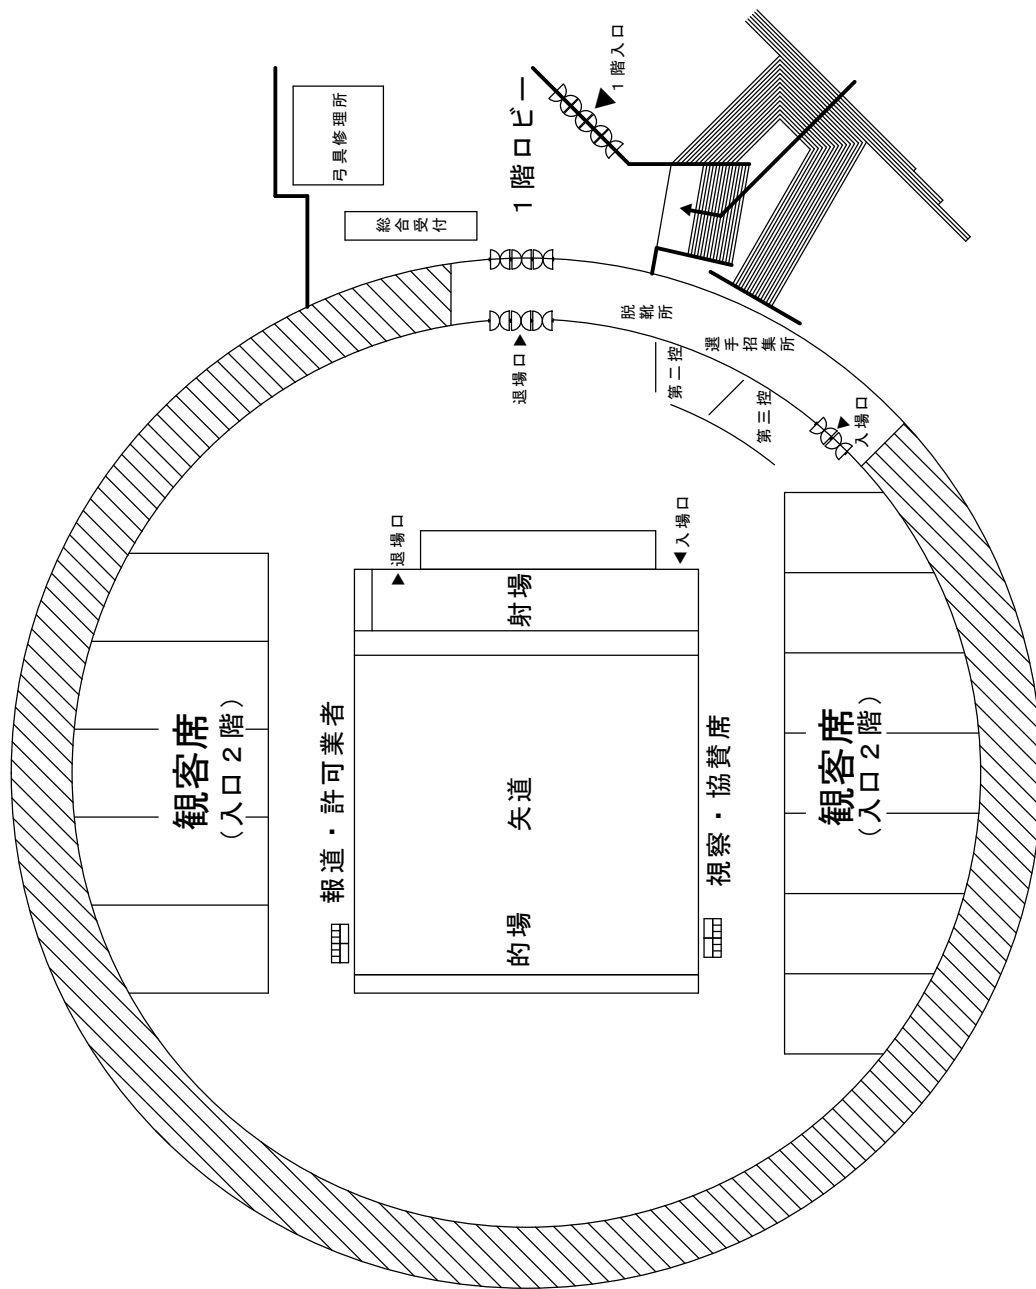 弓具修理所
総合受付
1階ロビー
1階入口
脱靴所
選手招集所
退場口
第二控
第三控
入場口
退場口
入場口
射場
矢道
的場
観客席
(入口2階)
報道・許可業者
視察・協賛席
観客席
(入口2階)